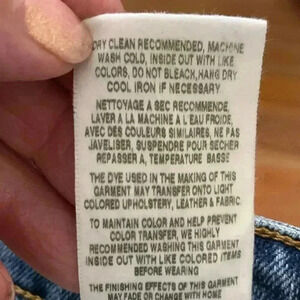 DRY CLEAN RECOMMENDED, MACHINE
WASH COLD, INSIDE OUT WITH LIKE
COLORS, DO NOT BLEACH,HANG DRY
COOL IRON IF NECESSARY
NETTOYAGE A SEC RECOMMENDE,
LAVER A LA MACHINE A L'EAU FROIDE,
AVEC DES COULEURS SIMILAIRES, NE PAS
JAVELISER, SUSPENDRE POUR SECHER
REPASSER A, TEMPERATURE BASSE
THE DYE USED IN THE MAKING OF THIS
GARMENT MAY TRANSFER ONTO LIGHT
COLORED UPHOLSTERY, LEATHER & FABRIC.
TO MAINTAIN COLOR AND HELP PREVENT
COLOR TRANSFER, WE HIGHLY
RECOMMENDED WASHING THIS GARMENT
INSIDE OUT WITH LIKE COLORED ITEMS
BEFORE WEARING
THE FINISHING EFFECTS OF THIS GARMENT
MAY FADE OR CHANGE WITH HOME